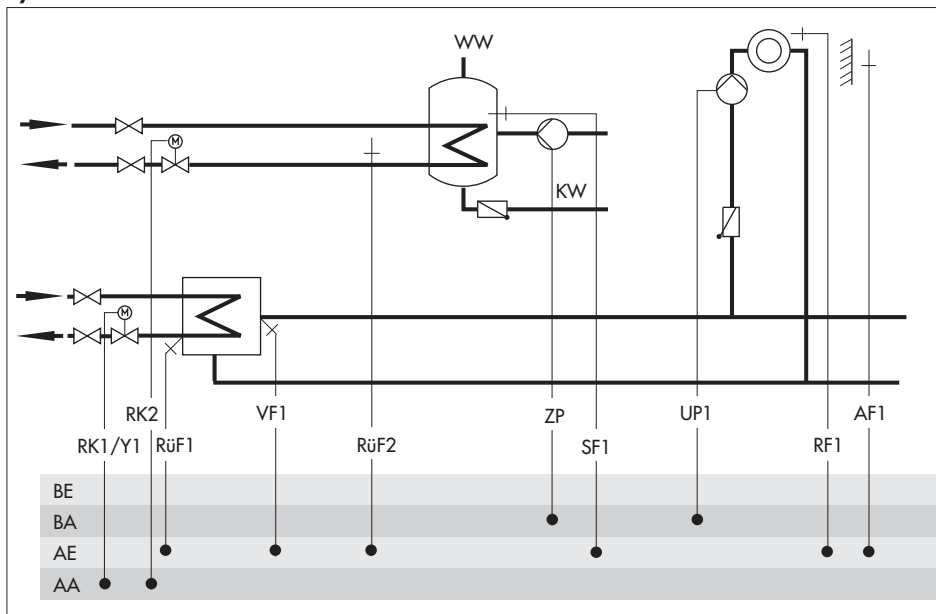 WW
M
KW
M
RK2
VF1
ZP
UP1
AF1
RK1/Y1
RüF1
RüF2
SF1
RF1
BE
BA
AE
AA